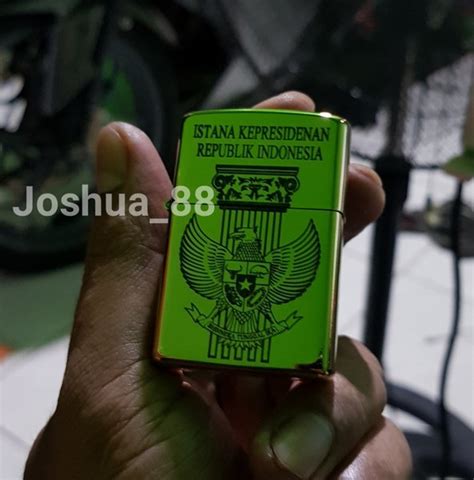 ISTANA KEPRESIDENAN
REPUBLIK INDONESIA
Joshua_88